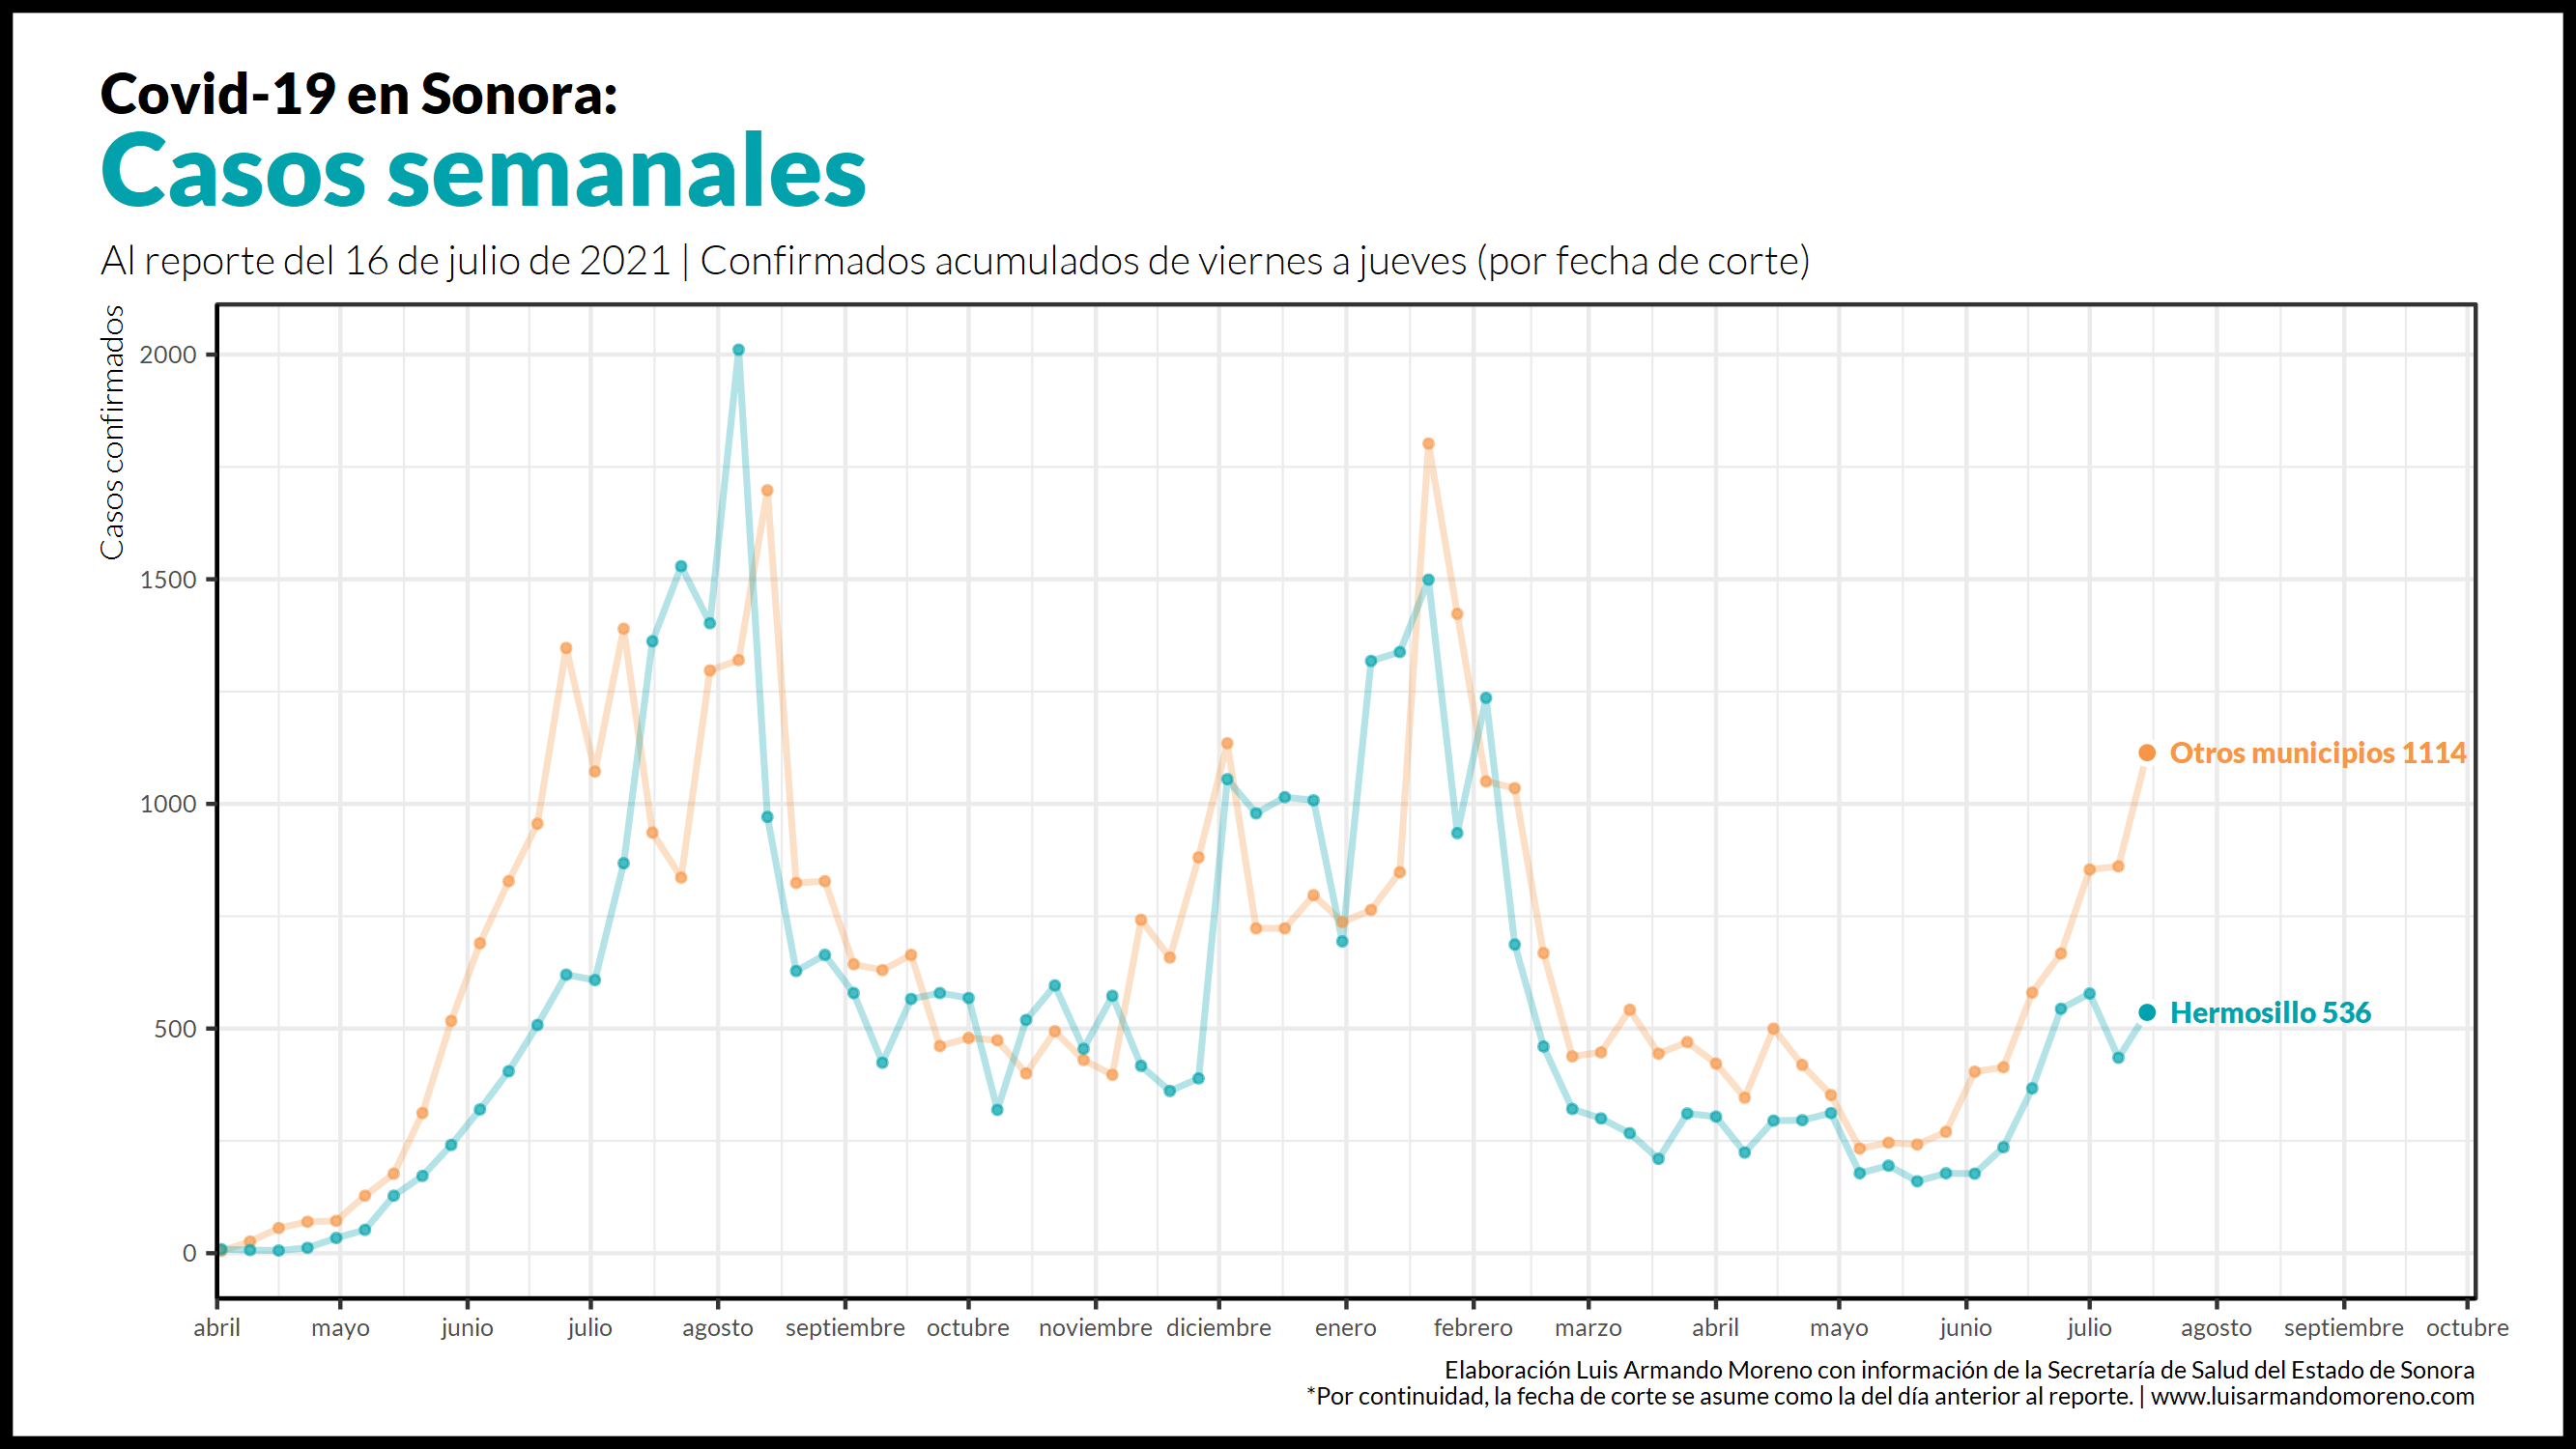 Covid-19 en Sonora:
Casos semanales
Al reporte del 16 de julio de 2021 | Confirmados acumulados de viernes a jueves (por fecha de corte)
Casos confirmados
2000
1500
1000
500
0
Otros municipios 1114
Hermosillo 536
abril mayo junio julio agosto septiembre octubre noviembre diciembre enero febrero marzo abril mayo junio julio agosto septiembre octubre
Elaboración Luis Armando Moreno con información de la Secretaría de Salud del Estado de Sonora
*Por continuidad, la fecha de corte se asume como la del día anterior al reporte. | www.luisarmandomoreno.com